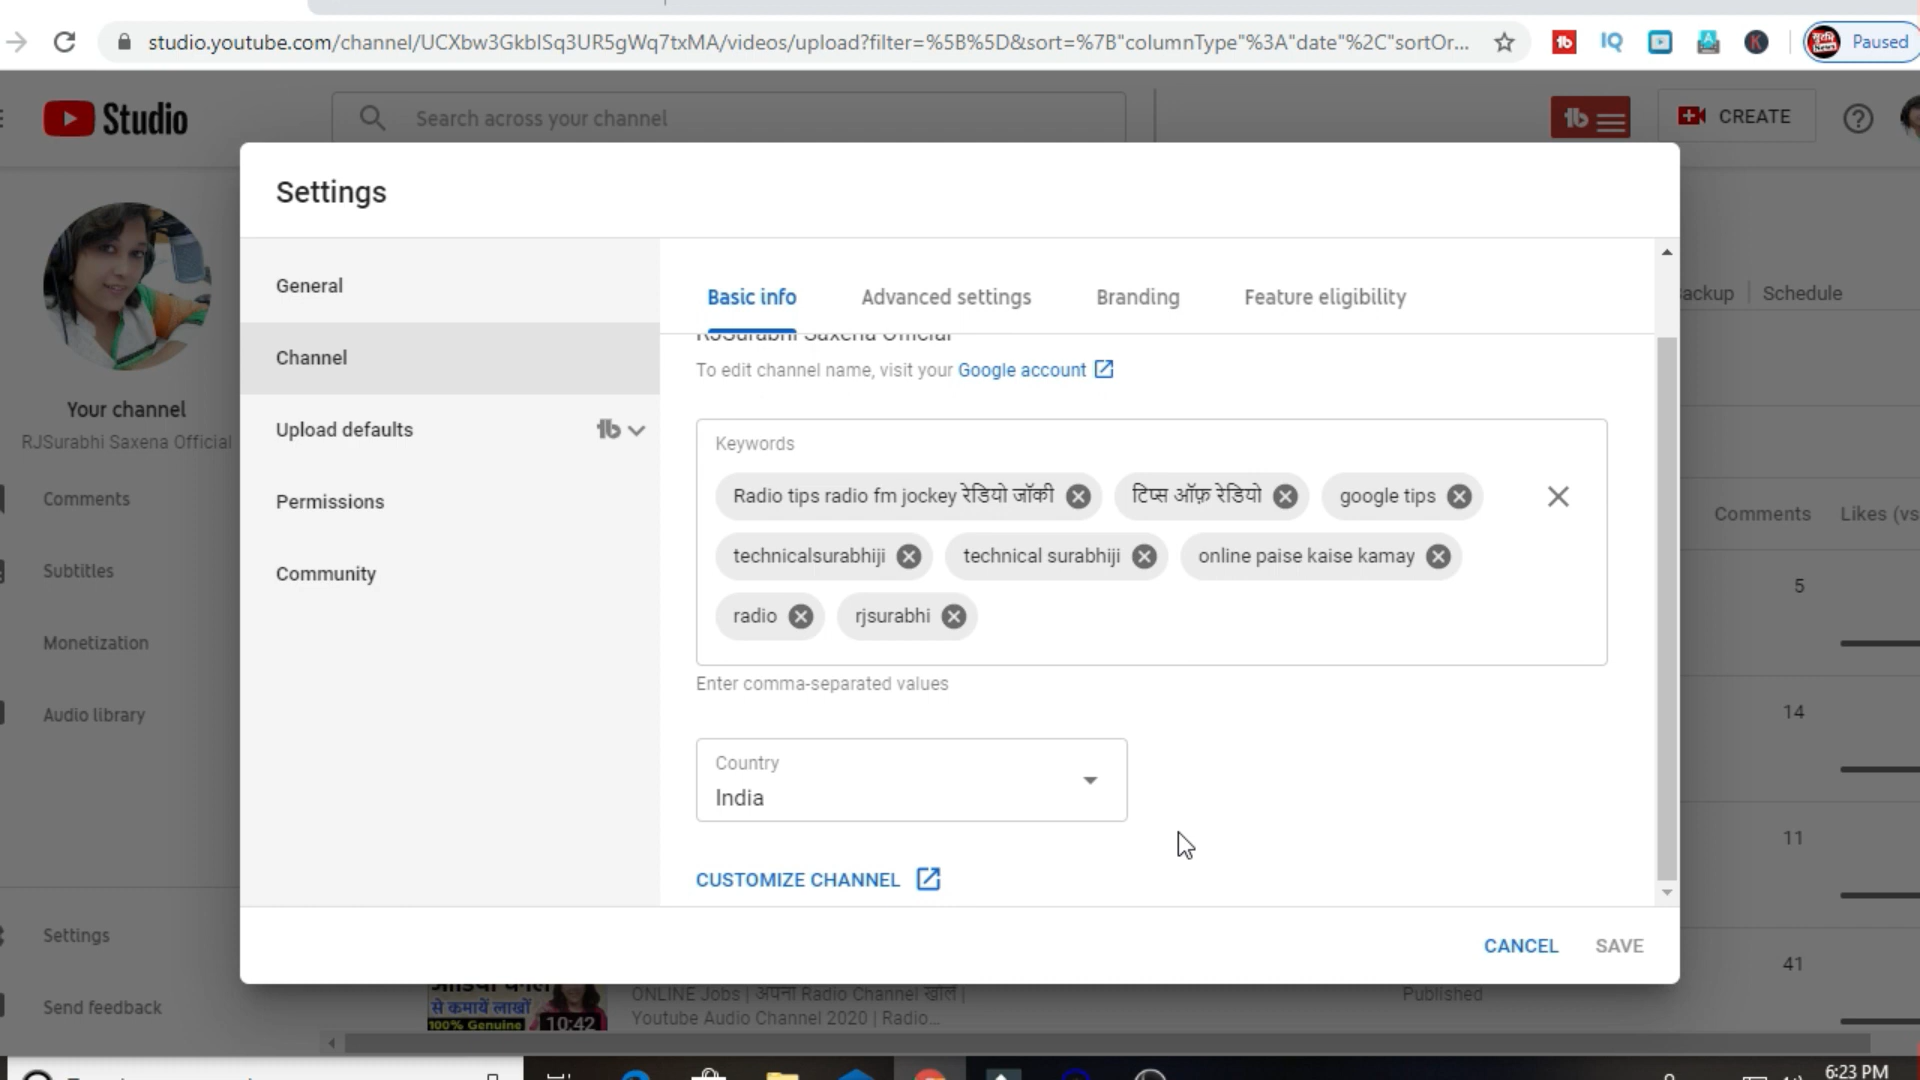 studio.youtube.com/channel/UCXbw3GkbISq3UR5gWq7txMA/videos/upload?filter=%5B%5D&sort=%7B"columnType"%3A"date"%2C"sortOr...
Paused
Studio
Search across your channel
CREATE
Settings
General
Channel
Upload defaults
Permissions
Community
Basic info
Advanced settings
Branding
Feature eligibility
RJSurabhi Saxena Official
To edit channel name, visit your Google account
Keywords
Radio tips radio fm jockey रेडियो जॉकी
टिप्स ऑफ़ रेडियो
google tips
technicalsurabhiji
technical surabhiji
online paise kaise kamay
radio
rjsurabhi
Enter comma-separated values
Country
India
CUSTOMIZE CHANNEL
CANCEL
SAVE
Your channel
RJSurabhi Saxena Official
Comments
Subtitles
Monetization
Audio library
Settings
Send feedback
Schedule
Comments
Likes (vs
5
14
11
41
से कमायें लाखों
100% Genuine
10:42
ONLINE Jobs | अपना Radio Channel खोलें |
Youtube Audio Channel 2020 | Radio...
Published
6:23 PM